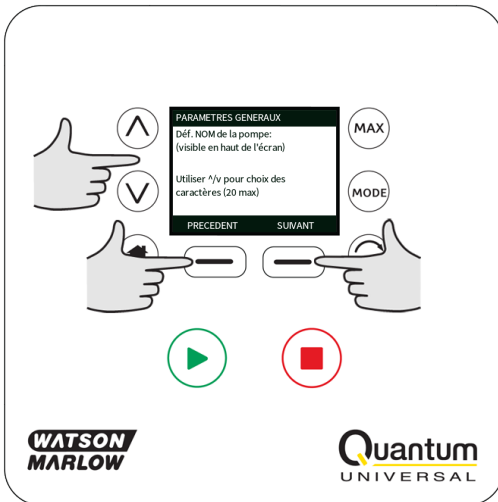 PARAMETRES GENERAUX
Déf. NOM de la pompe:
(visible en haut de l'écran)
Utiliser ^/v pour choix des
caractères (20 max)
PRECEDENT SUIVANT
MAX
MODE
WATSON
MARLOW
Quantum
UNIVERSAL